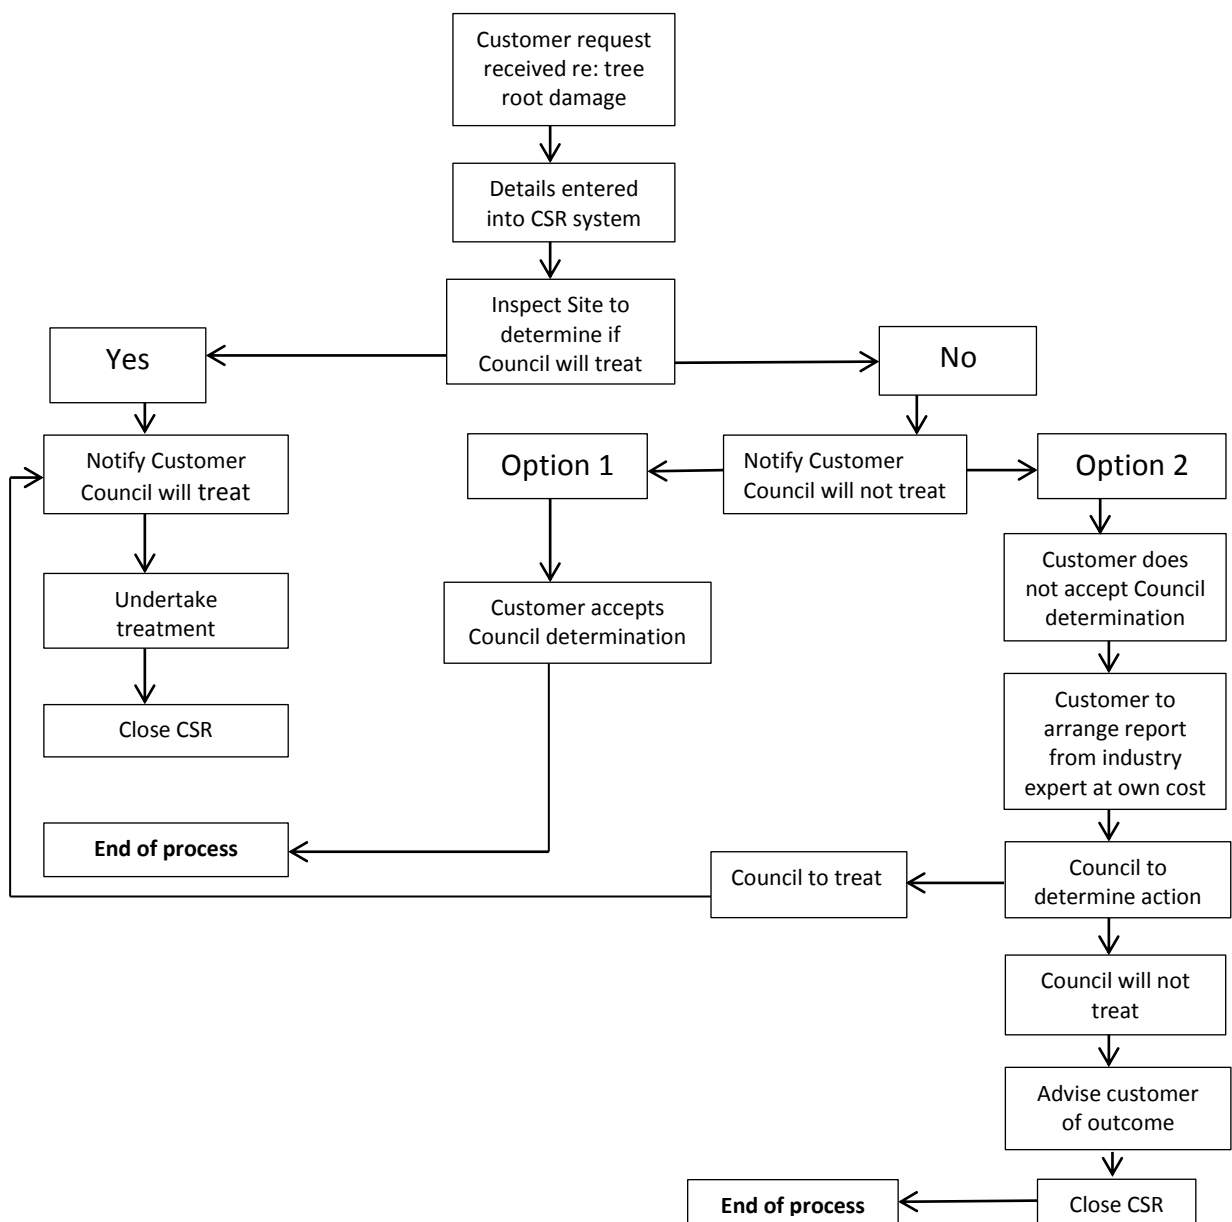 Customer request
received re: tree
root damage
Details entered
into CSR system
Inspect Site to
determine if
Council will treat
Yes
No
Notify Customer
Council will treat
Option 1
Notify Customer
Council will not treat
Option 2
Undertake
treatment
Customer accepts
Council determination
Customer does
not accept Council
determination
Close CSR
Customer to
arrange report
from industry
expert at own cost
End of process
Council to treat
Council to
determine action
Council will not
treat
Advise customer
of outcome
End of process
Close CSR